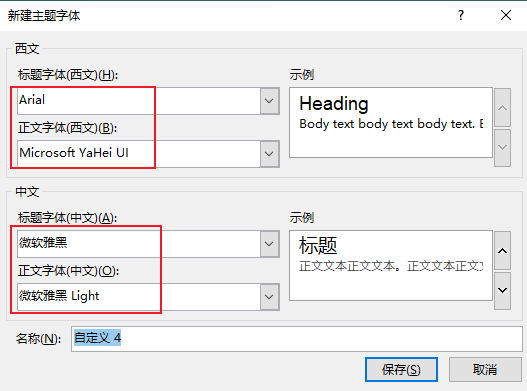 新建主题字体
西文
标题字体(西文)(H):
Arial
正文字体(西文)(B):
Microsoft YaHei UI
示例
Heading
Body text body text body text. B
中文
标题字体(中文)(A):
微软雅黑
正文字体(中文)(O):
微软雅黑 Light
示例
标题
正文文本正文文本。正文文本正文
名称(N):
自定义 4
保存(S)
取消